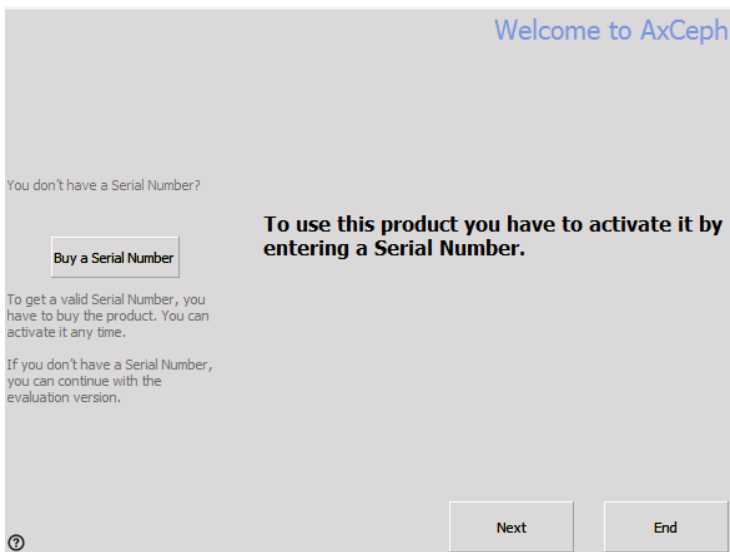 Welcome to AxCeph
You don't have a Serial Number?
To use this product you have to activate it by
entering a Serial Number.
Buy a Serial Number
To get a valid Serial Number, you
have to buy the product. You can
activate it any time.
If you don't have a Serial Number,
you can continue with the
evaluation version.
Next
End
?